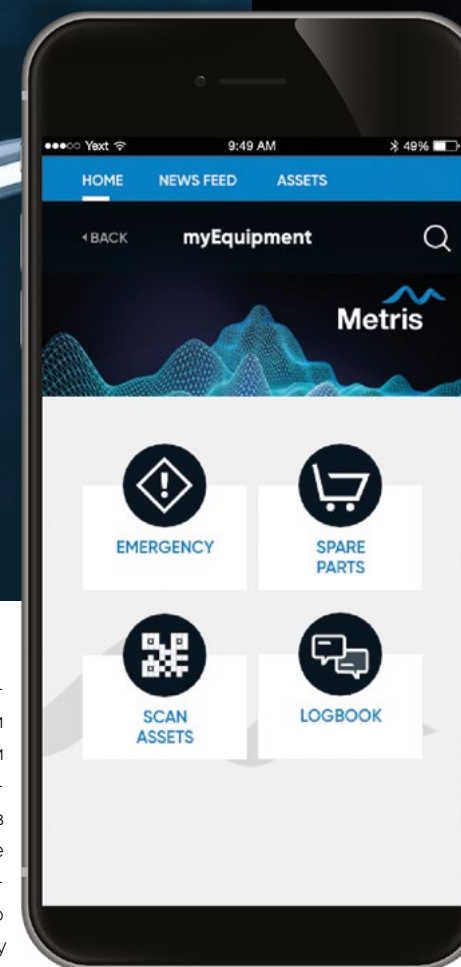 ●●●○○ Yext 9:49 AM 49%
HOME NEWS FEED ASSETS
BACK myEquipment
Metris
EMERGENCY
SPARE
PARTS
SCAN
ASSETS
LOGBOOK